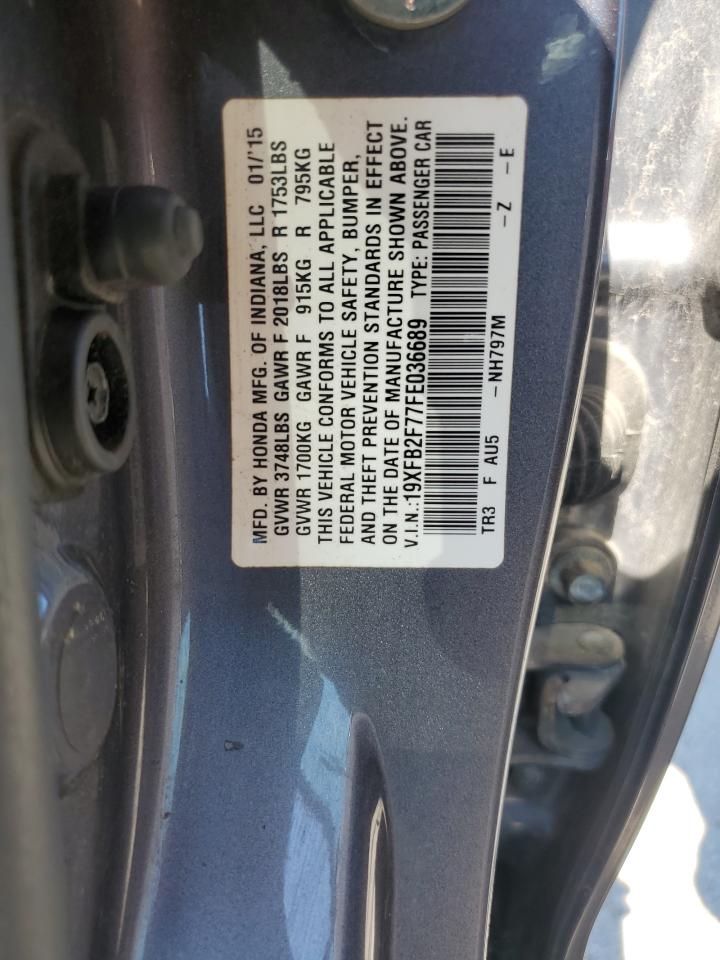 MFD. BY HONDA MFG. OF INDIANA, LLC 01/'15
GVWR 3748LBS GAWR F 2018LBS R 1753LBS
GVWR 1700KG GAWR F 915KG R 795KG
THIS VEHICLE CONFORMS TO ALL APPLICABLE
FEDERAL MOTOR VEHICLE SAFETY, BUMPER,
AND THEFT PREVENTION STANDARDS IN EFFECT
ON THE DATE OF MANUFACTURE SHOWN ABOVE.
V.I.N.:19XFB2F77FE036689 TYPE: PASSENGER CAR
TR3 F AU5 –NH797M –Z –E